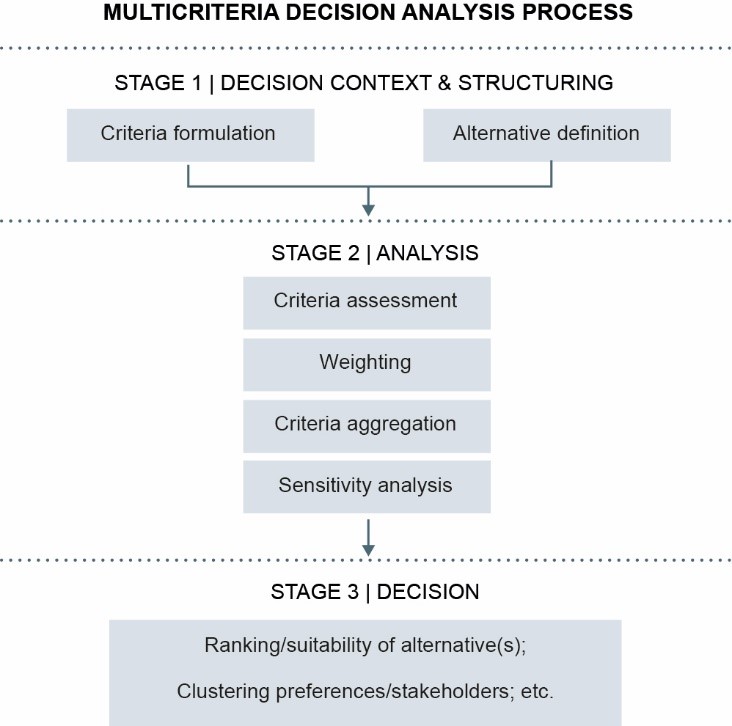 MULTICRITERIA DECISION ANALYSIS PROCESS
STAGE 1 | DECISION CONTEXT & STRUCTURING
Criteria formulation
Alternative definition
STAGE 2 | ANALYSIS
Criteria assessment
Weighting
Criteria aggregation
Sensitivity analysis
STAGE 3 | DECISION
Ranking/suitability of alternative(s);
Clustering preferences/stakeholders; etc.